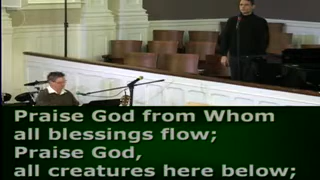 Praise God from Whom
all blessings flow;
Praise God,
all creatures here below;